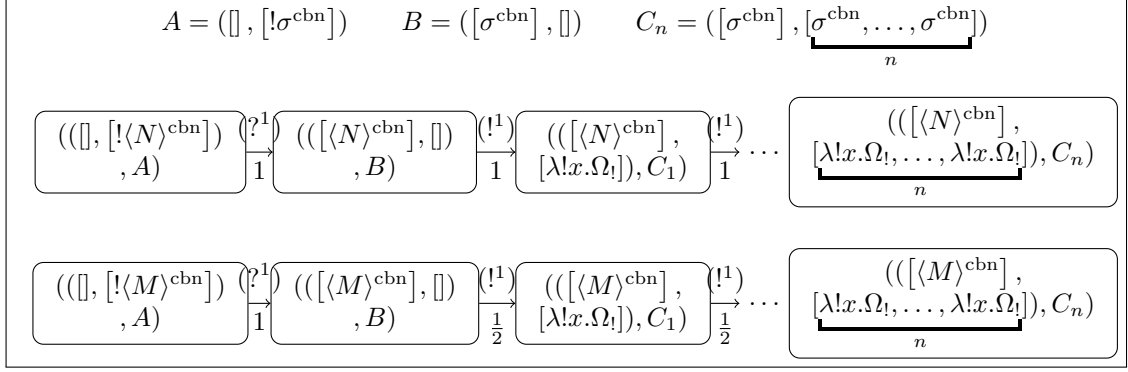 A = ([] , [!σ^cbn]) B = ([σ^cbn] , []) C_n = ([σ^cbn] , [σ^cbn, . . . , σ^cbn])
n
(([], [!⟨N⟩^cbn]) (?^1) (([⟨N⟩^cbn], []) (!^1) (([⟨N⟩^cbn] , (!^1) (([⟨N⟩^cbn] ,
, A) 1 , B) 1 [λ!x.Ω_!]), C_1) 1 · · · [λ!x.Ω_!, . . . , λ!x.Ω_!]), C_n)
n
(([], [!⟨M⟩^cbn]) (?^1) (([⟨M⟩^cbn], []) (!^1) (([⟨M⟩^cbn] , (!^1) (([⟨M⟩^cbn] ,
, A) 1 , B) 1/2 [λ!x.Ω_!]), C_1) 1/2 · · · [λ!x.Ω_!, . . . , λ!x.Ω_!]), C_n)
n